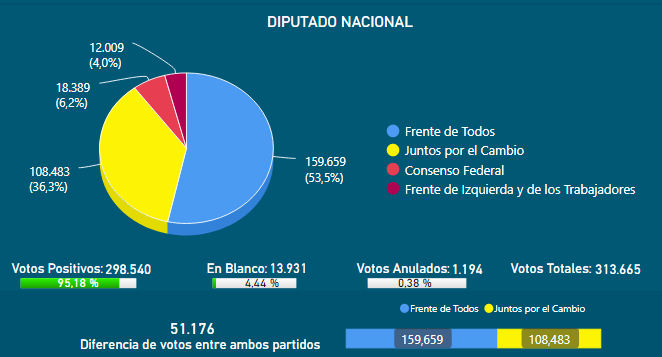 DIPUTADO NACIONAL
12.009
(4,0%)
18.389
(6,2%)
108.483
(36,3%)
159.659
(53,5%)
Frente de Todos
Juntos por el Cambio
Consenso Federal
Frente de Izquierda y de los Trabajadores
Votos Positivos: 298.540
95,18 %
En Blanco: 13.931
4,44 %
Votos Anulados: 1.194
0,38 %
Votos Totales: 313.665
51.176
Diferencia de votos entre ambos partidos
Frente de Todos Juntos por el Cambio
159,659 108,483